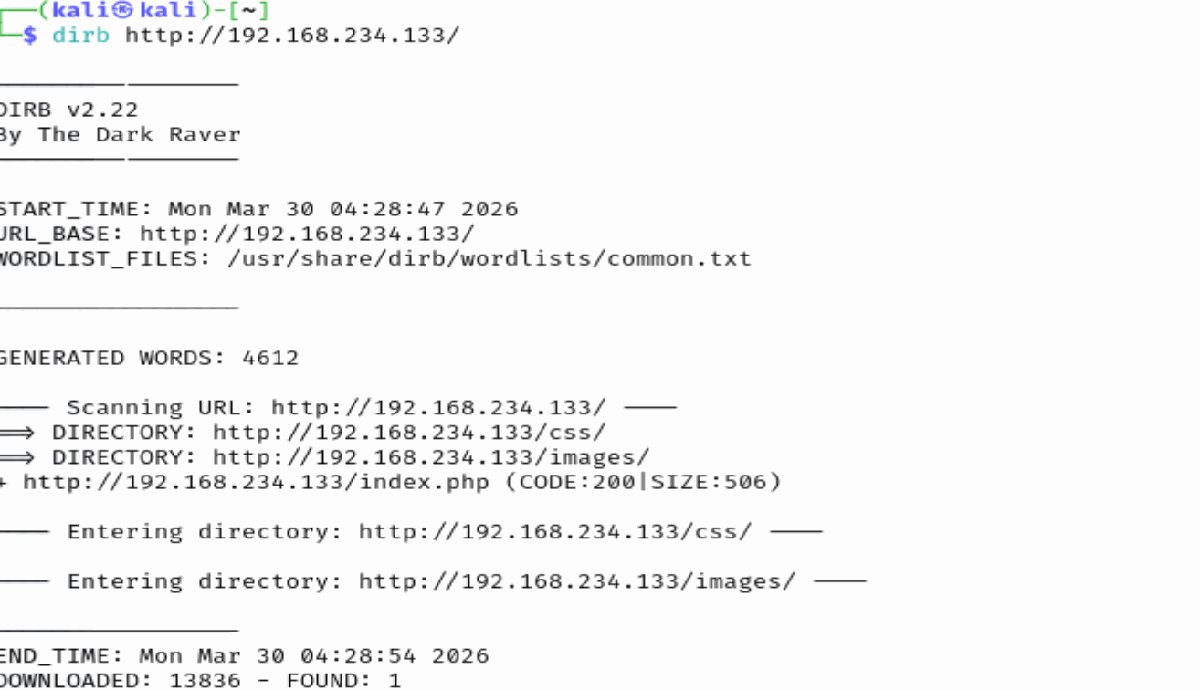 (kali㉿kali)-[~]
$ dirb http://192.168.234.133/
DIRB v2.22
By The Dark Raver
START_TIME: Mon Mar 30 04:28:47 2026
URL_BASE: http://192.168.234.133/
WORDLIST_FILES: /usr/share/dirb/wordlists/common.txt
GENERATED WORDS: 4612
Scanning URL: http://192.168.234.133/
⟹ DIRECTORY: http://192.168.234.133/css/
⟹ DIRECTORY: http://192.168.234.133/images/
+ http://192.168.234.133/index.php (CODE:200|SIZE:506)
Entering directory: http://192.168.234.133/css/
Entering directory: http://192.168.234.133/images/
END_TIME: Mon Mar 30 04:28:54 2026
DOWNLOADED: 13836 - FOUND: 1